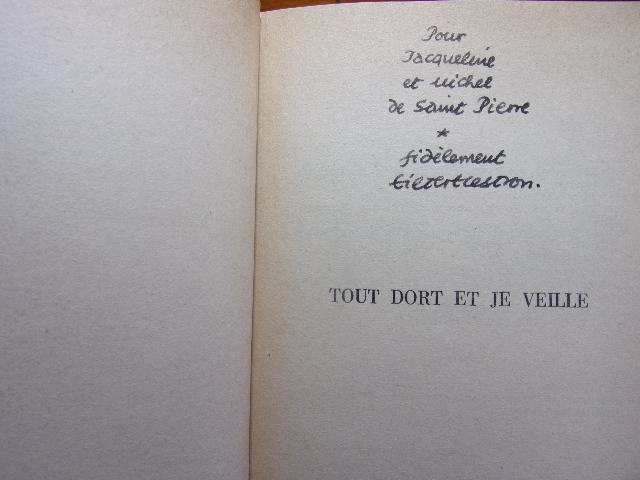 Pour
Jacqueline
et Michel
de Saint Pierre
*
fidèlement
TOUT DORT ET JE VEILLE